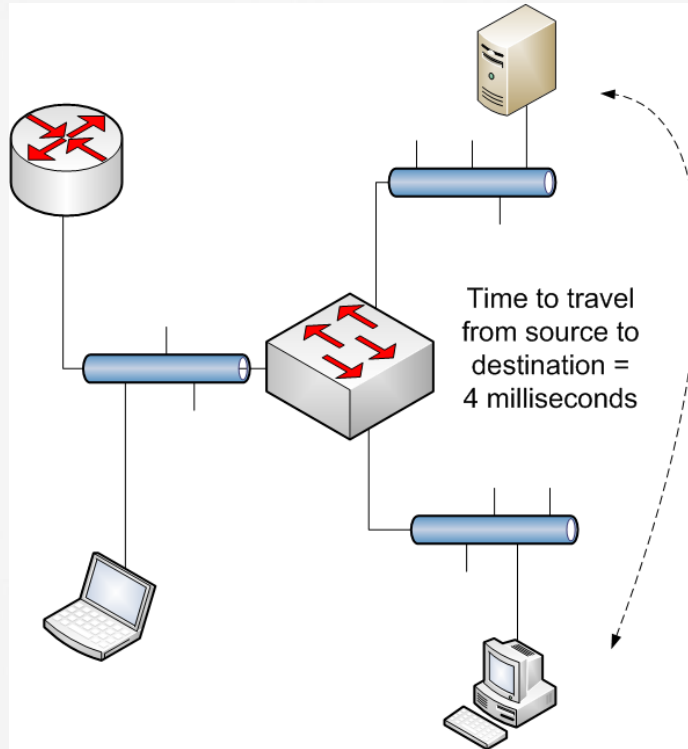 Time to travel
from source to
destination =
4 milliseconds